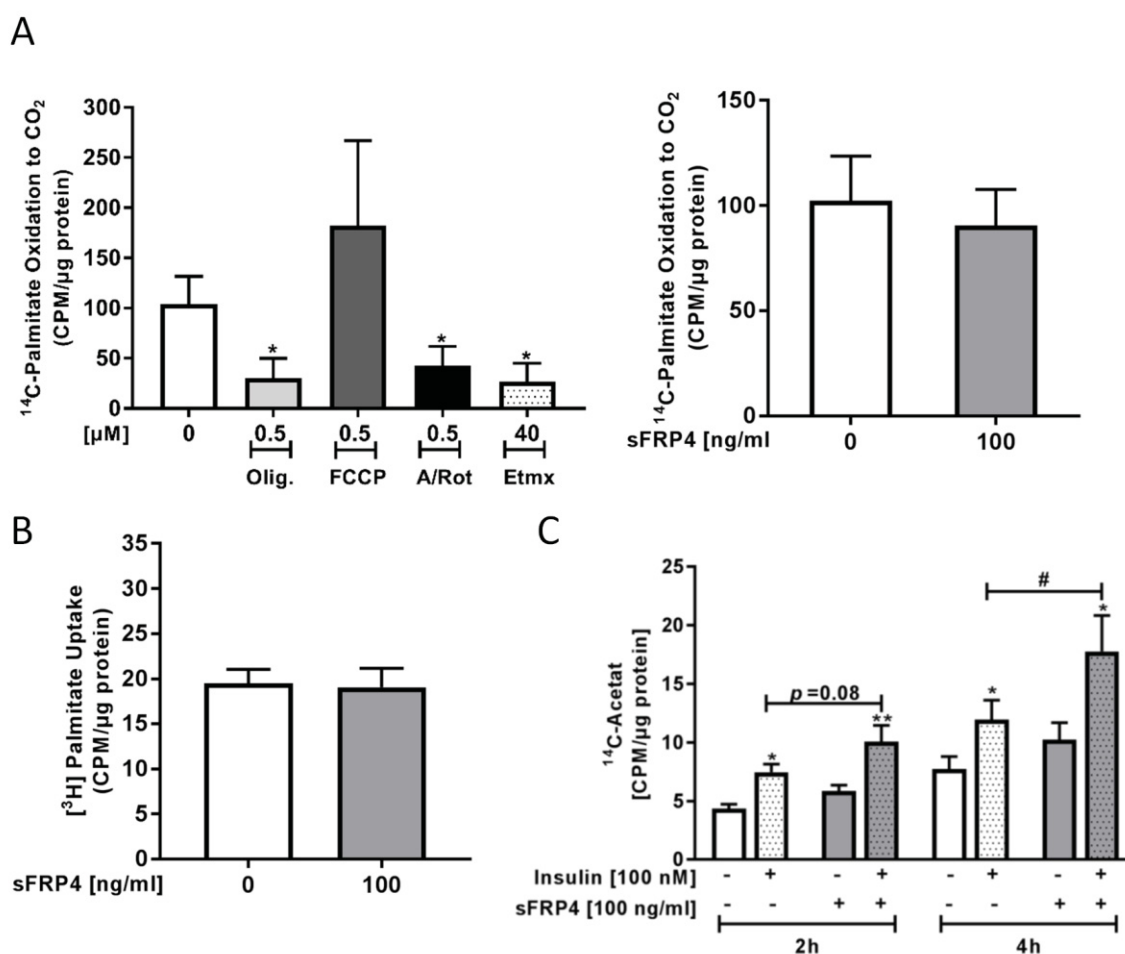 A
¹⁴C-Palmitate Oxidation to CO₂
(CPM/µg protein)
300
250
200
150
100
50
0
*
*
*
[µM] 0 0.5 0.5 0.5 40
Olig. FCCP A/Rot Etmx
¹⁴C-Palmitate Oxidation to CO₂
(CPM/µg protein)
150
100
50
0
sFRP4 [ng/ml 0 100
B
[³H] Palmitate Uptake
(CPM/µg protein)
35
30
25
20
15
10
5
0
sFRP4 [ng/ml] 0 100
C
¹⁴C-Acetat
[CPM/µg protein]
25
20
15
10
5
0
*
p=0.08
**
*
#
*
Insulin [100 nM] - + - + - + - +
sFRP4 [100 ng/ml] - - + + - - + +
2h 4h